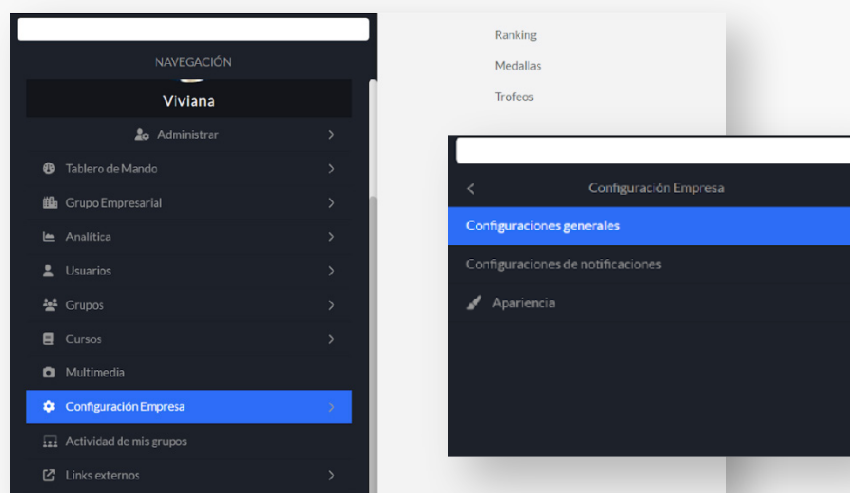 NAVEGACIÓN
Viviana
Administrar
Tablero de Mando
Grupo Empresarial
Analítica
Usuarios
Grupos
Cursos
Multimedia
Configuración Empresa
Actividad de mis grupos
Links externos
Ranking
Medallas
Trofeos
Configuración Empresa
Configuraciones generales
Configuraciones de notificaciones
Apariencia